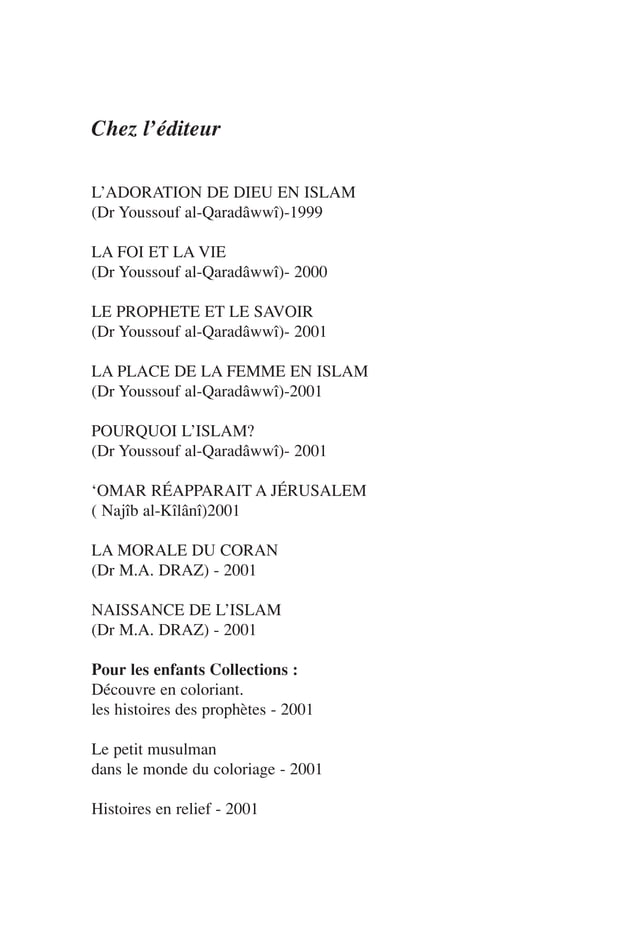 Chez l’éditeur
L’ADORATION DE DIEU EN ISLAM
(Dr Youssouf al-Qaradâwwî)-1999
LA FOI ET LA VIE
(Dr Youssouf al-Qaradâwwî)- 2000
LE PROPHETE ET LE SAVOIR
(Dr Youssouf al-Qaradâwwî)- 2001
LA PLACE DE LA FEMME EN ISLAM
(Dr Youssouf al-Qaradâwwî)-2001
POURQUOI L’ISLAM?
(Dr Youssouf al-Qaradâwwî)- 2001
‘OMAR RÉAPPARAIT A JÉRUSALEM
( Najîb al-Kîlânî)2001
LA MORALE DU CORAN
(Dr M.A. DRAZ) - 2001
NAISSANCE DE L’ISLAM
(Dr M.A. DRAZ) - 2001
Pour les enfants Collections :
Découvre en coloriant.
les histoires des prophètes - 2001
Le petit musulman
dans le monde du coloriage - 2001
Histoires en relief - 2001